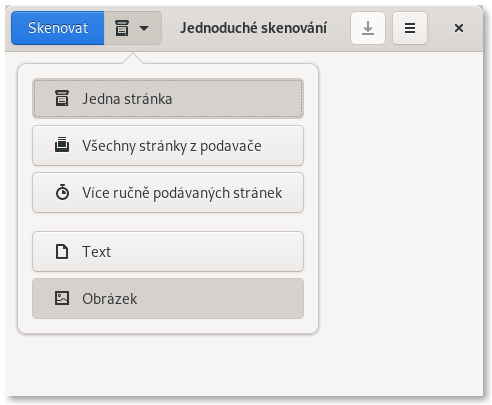 Skenovat
Jednoduché skenování
Jedna stránka
Všechny stránky z podavače
Více ručně podávaných stránek
Text
Obrázek